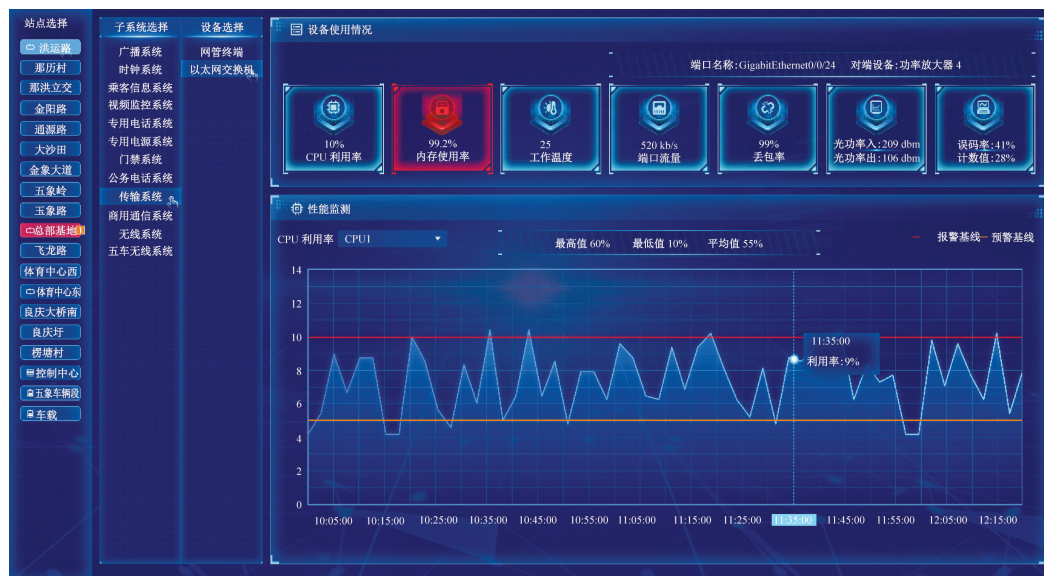 站点选择
洪运路
那历村
那洪立交
金阳路
通源路
大沙田
金象大道
五象岭
玉象路
总部基地
飞龙路
体育中心西
体育中心东
良庆大桥南
良庆圩
楞塘村
控制中心
五象车辆段
车载
子系统选择
广播系统
时钟系统
乘客信息系统
视频监控系统
专用电话系统
专用电源系统
门禁系统
公务电话系统
传输系统
商用通信系统
无线系统
五车无线系统
设备选择
网管终端
以太网交换机
设备使用情况
端口名称:GigabitEthernet0/0/24 对端设备:功率放大器 4
10%
CPU 利用率
99.2%
内存使用率
25
工作温度
520 kb/s
端口流量
99%
丢包率
光功率入:209 dbm
光功率出:106 dbm
误码率:41%
计数值:28%
性能监测
CPU 利用率 CPU1
最高值 60% 最低值 10% 平均值 55%
报警基线 预警基线
14
12
10
8
6
4
2
0
11:35:00
利用率:9%
10:05:00 10:15:00 10:25:00 10:35:00 10:45:00 10:55:00 11:05:00 11:15:00 11:25:00 11:35:00 11:45:00 11:55:00 12:05:00 12:15:00